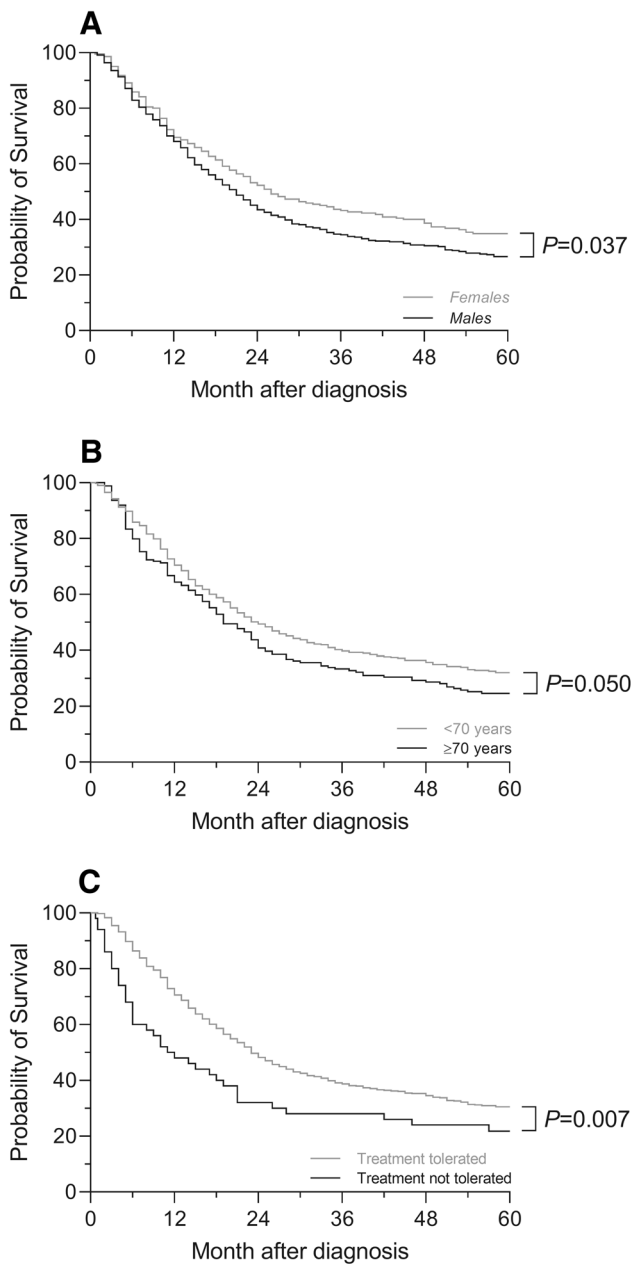 A
Probability of Survival
100
80
60
40
20
0
P=0.037
Females
Males
0 12 24 36 48 60
Month after diagnosis
B
Probability of Survival
100
80
60
40
20
0
P=0.050
<70 years
≥70 years
0 12 24 36 48 60
Month after diagnosis
C
Probability of Survival
100
80
60
40
20
0
P=0.007
Treatment tolerated
Treatment not tolerated
0 12 24 36 48 60
Month after diagnosis